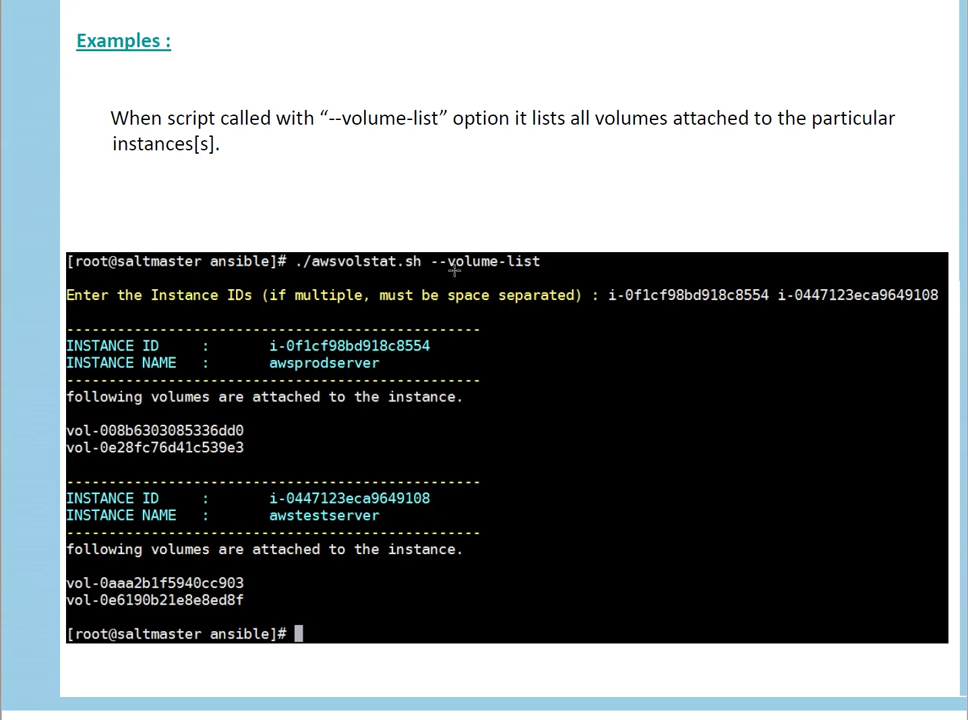 Examples :
When script called with “--volume-list” option it lists all volumes attached to the particular
instances[s].
[root@saltmaster ansible]# ./awsvolstat.sh --volume-list
Enter the Instance IDs (if multiple, must be space separated) : i-0f1cf98bd918c8554 i-0447123eca9649108
-------------------------------------------------
INSTANCE ID : i-0f1cf98bd918c8554
INSTANCE NAME : awsprodserver
-------------------------------------------------
following volumes are attached to the instance.
vol-008b6303085336dd0
vol-0e28fc76d41c539e3
-------------------------------------------------
INSTANCE ID : i-0447123eca9649108
INSTANCE NAME : awstestserver
-------------------------------------------------
following volumes are attached to the instance.
vol-0aaa2b1f5940cc903
vol-0e6190b21e8e8ed8f
[root@saltmaster ansible]#